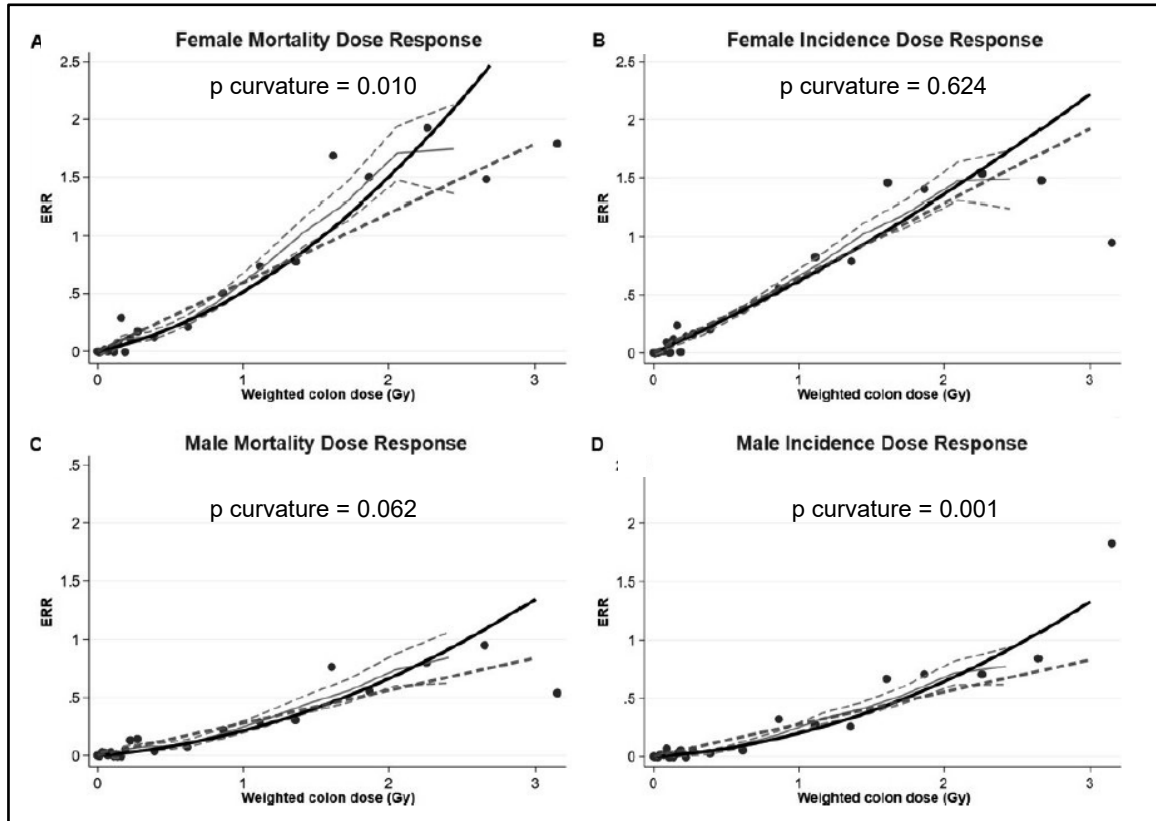 A Female Mortality Dose Response
p curvature = 0.010
2.5
2
1.5
1
.5
0
ERR
0 1 2 3
Weighted colon dose (Gy)
B Female Incidence Dose Response
p curvature = 0.624
2.5
2
1.5
1
.5
0
ERR
0 1 2 3
Weighted colon dose (Gy)
C Male Mortality Dose Response
p curvature = 0.062
.5
2
1.5
1
.5
0
ERR
0 1 2 3
Weighted colon dose (Gy)
D Male Incidence Dose Response
p curvature = 0.001
2
1.5
1
.5
0
ERR
0 1 2 3
Weighted colon dose (Gy)